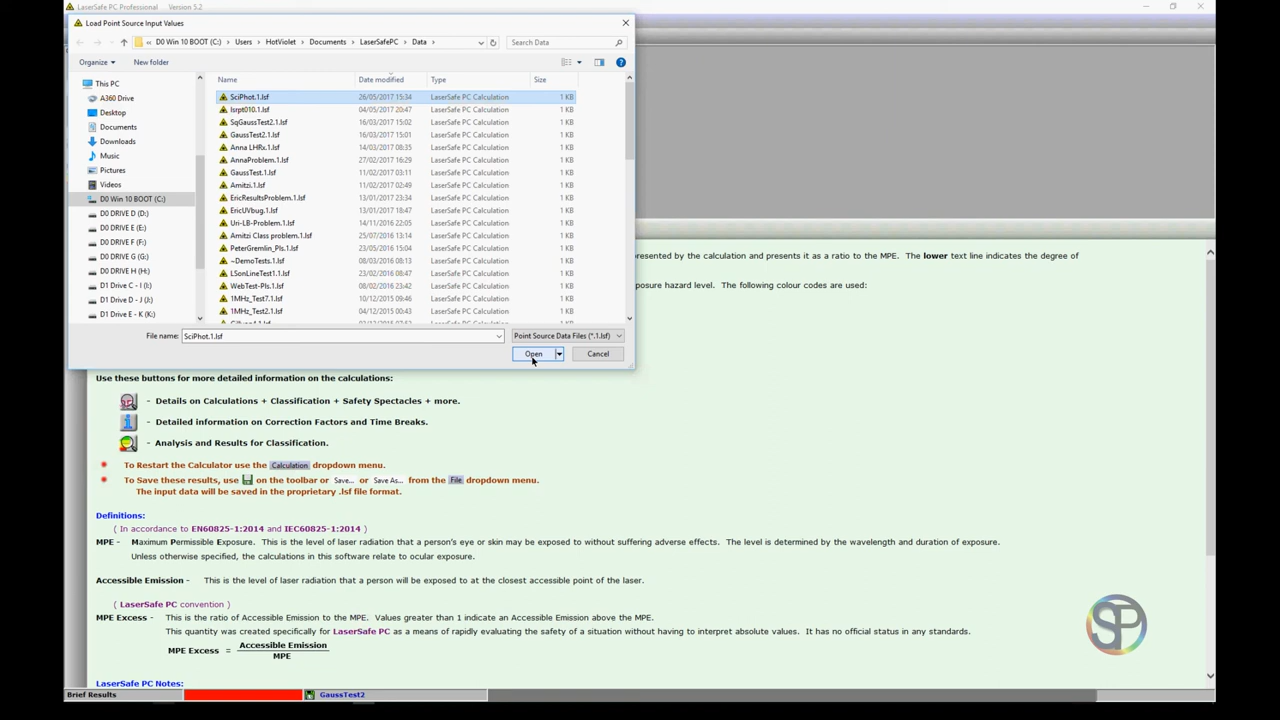 LaserSafe PC Professional Version 5.2
Load Point Source Input Values
« D0 Win 10 BOOT (C:) › Users › HotViolet › Documents › LaserSafePC › Data ›
Search Data
Organize
New folder
Name Date modified Type Size
This PC
A360 Drive
Desktop
Documents
Downloads
Music
Pictures
Videos
D0 Win 10 BOOT (C:)
D0 DRIVE D (D:)
D0 DRIVE E (E:)
D0 DRIVE F (F:)
D0 DRIVE G (G:)
D0 DRIVE H (H:)
D1 Drive C - I (I:)
D1 Drive D - J (J:)
D1 Drive E - K (K:)
SciPhot.1.lsf 26/05/2017 15:34 LaserSafe PC Calculation 1 KB
lsrpt010.1.lsf 04/05/2017 20:47 LaserSafe PC Calculation 1 KB
SqGaussTest2.1.lsf 16/03/2017 15:02 LaserSafe PC Calculation 1 KB
GaussTest2.1.lsf 16/03/2017 15:01 LaserSafe PC Calculation 1 KB
Anna LHRx.1.lsf 14/03/2017 08:35 LaserSafe PC Calculation 1 KB
AnnaProblem.1.lsf 27/02/2017 16:29 LaserSafe PC Calculation 1 KB
GaussTest.1.lsf 11/02/2017 03:11 LaserSafe PC Calculation 1 KB
Amitzi.1.lsf 11/02/2017 02:49 LaserSafe PC Calculation 1 KB
EricResultsProblem.1.lsf 13/01/2017 23:34 LaserSafe PC Calculation 1 KB
EricUVbug.1.lsf 13/01/2017 18:47 LaserSafe PC Calculation 1 KB
Uri-LB-Problem.1.lsf 14/11/2016 22:05 LaserSafe PC Calculation 1 KB
Amitzi Class problem.1.lsf 25/07/2016 13:14 LaserSafe PC Calculation 1 KB
PeterGremlin_Pls.1.lsf 23/05/2016 15:04 LaserSafe PC Calculation 1 KB
~DemoTests.1.lsf 08/03/2016 08:13 LaserSafe PC Calculation 1 KB
LSonLineTest1.1.lsf 23/02/2016 08:47 LaserSafe PC Calculation 1 KB
WebTest-Pls.1.lsf 08/02/2016 23:42 LaserSafe PC Calculation 1 KB
1MHz_Test7.1.lsf 10/12/2015 09:46 LaserSafe PC Calculation 1 KB
1MHz_Test2.1.lsf 03/12/2015 07:57 LaserSafe PC Calculation 1 KB
File name: SciPhot.1.lsf
Point Source Data Files (*.1.lsf)
Open
Cancel
presented by the calculation and presents it as a ratio to the MPE. The lower text line indicates the degree of
posure hazard level. The following colour codes are used:
Use these buttons for more detailed information on the calculations:
- Details on Calculations + Classification + Safety Spectacles + more.
- Detailed information on Correction Factors and Time Breaks.
- Analysis and Results for Classification.
To Restart the Calculator use the Calculation dropdown menu.
To Save these results, use on the toolbar or Save... or Save As... from the File dropdown menu.
The input data will be saved in the proprietary .lsf file format.
Definitions:
( In accordance to EN60825-1:2014 and IEC60825-1:2014 )
MPE - Maximum Permissible Exposure. This is the level of laser radiation that a person's eye or skin may be exposed to without suffering adverse effects. The level is determined by the wavelength and duration of exposure.
Unless otherwise specified, the calculations in this software relate to ocular exposure.
Accessible Emission - This is the level of laser radiation that a person will be exposed to at the closest accessible point of the laser.
( LaserSafe PC convention )
MPE Excess - This is the ratio of Accessible Emission to the MPE. Values greater than 1 indicate an Accessible Emission above the MPE.
This quantity was created specifically for LaserSafe PC as a means of rapidly evaluating the safety of a situation without having to interpret absolute values. It has no official status in any standards.
MPE Excess = Accessible Emission
MPE
SP
LaserSafe PC Notes:
Brief Results
GaussTest2